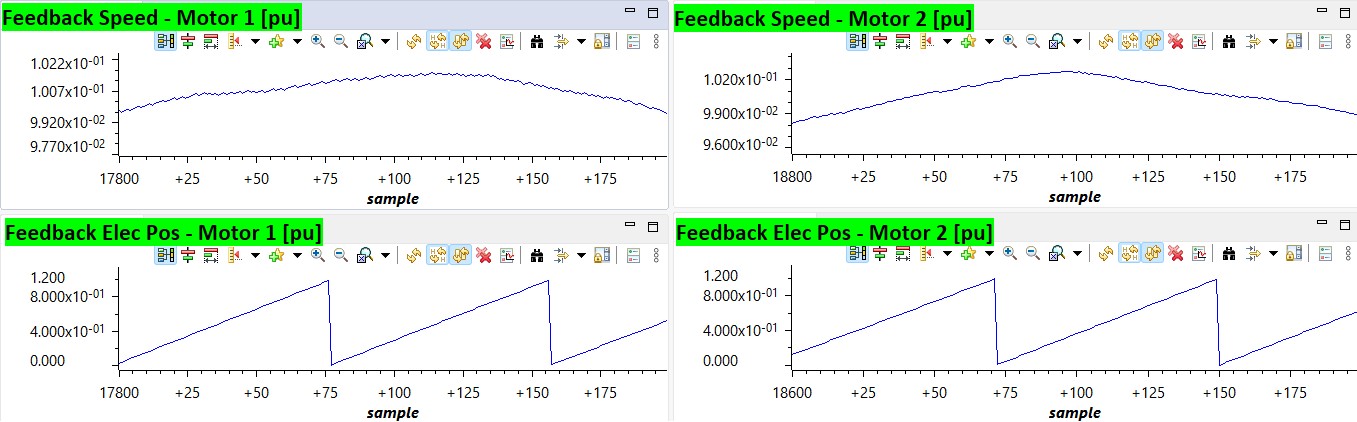 Feedback Speed - Motor 1 [pu]
1.022x10-01
1.007x10-01
9.920x10-02
9.770x10-02
17800 +25 +50 +75 +100 +125 +150 +175
sample
Feedback Speed - Motor 2 [pu]
1.020x10-01
9.900x10-02
9.600x10-02
18800 +25 +50 +75 +100 +125 +150 +175
sample
Feedback Elec Pos - Motor 1 [pu]
1.200
8.000x10-01
4.000x10-01
0.000
17800 +25 +50 +75 +100 +125 +150 +175
sample
Feedback Elec Pos - Motor 2 [pu]
1.200
8.000x10-01
4.000x10-01
0.000
18600 +25 +50 +75 +100 +125 +150 +175
sample